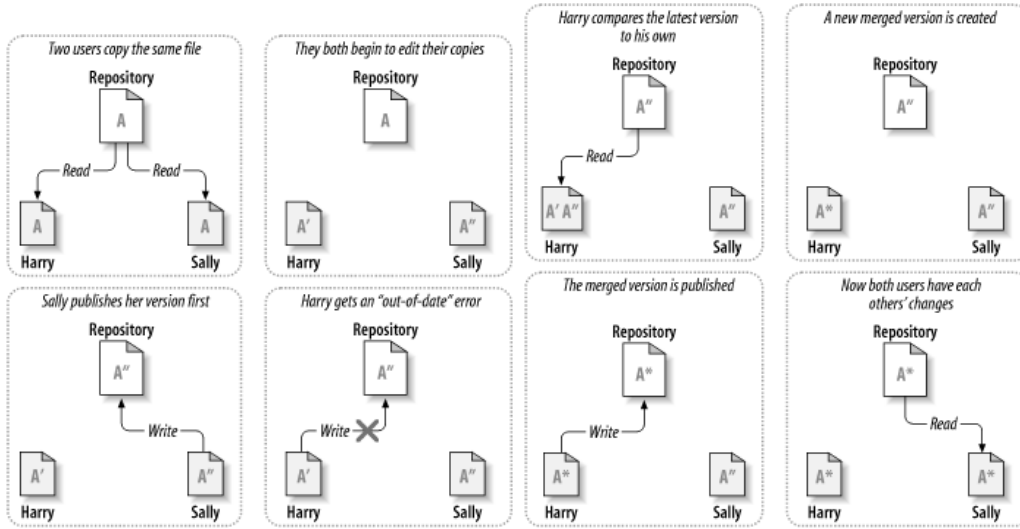 Two users copy the same file
Repository
A
Read
Read
A
A
Harry
Sally
They both begin to edit their copies
Repository
A
A'
A"
Harry
Sally
Sally publishes her version first
Repository
A"
Write
A'
A"
Harry
Sally
Harry gets an "out-of-date" error
Repository
A"
Write
A'
A"
Harry
Sally
Harry compares the latest version
to his own
Repository
A"
Read
A' A"
A"
Harry
Sally
A new merged version is created
Repository
A"
A*
A"
Harry
Sally
The merged version is published
Repository
A*
Write
A*
A"
Harry
Sally
Now both users have each
others' changes
Repository
A*
Read
A*
A*
Harry
Sally